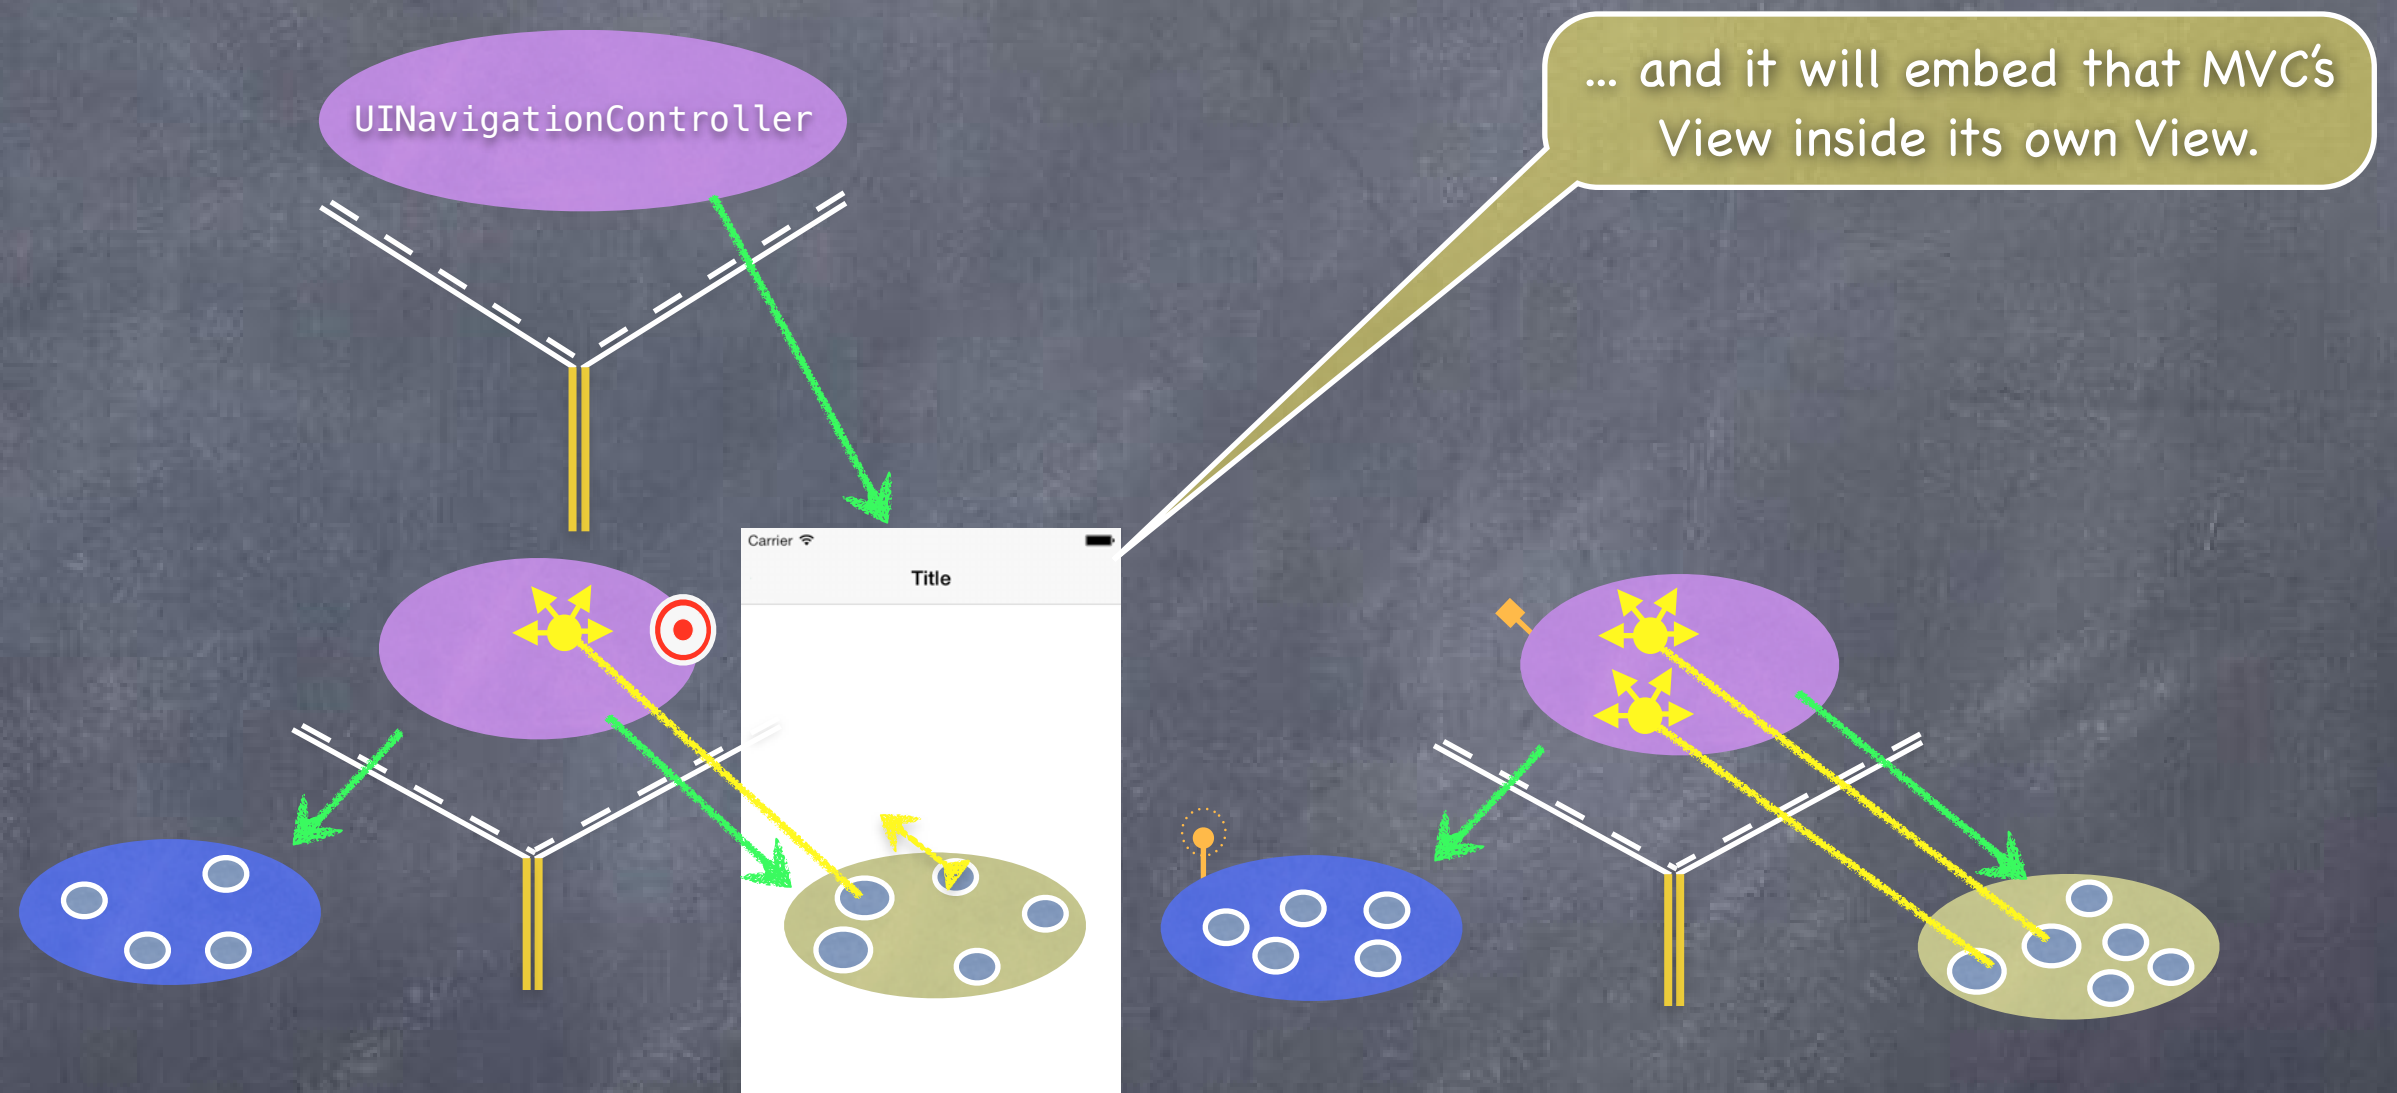 UINavigationController
... and it will embed that MVC's
View inside its own View.
Carrier
Title